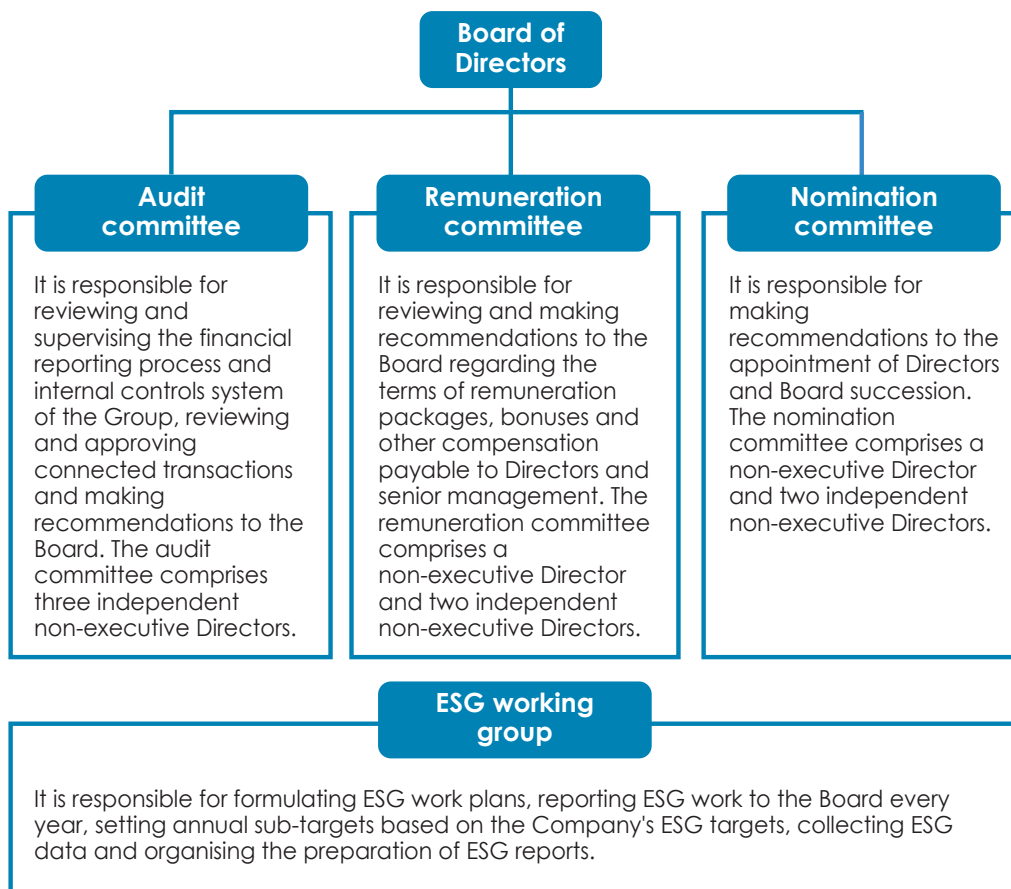 Board of
Directors
Audit
committee
It is responsible for
reviewing and
supervising the financial
reporting process and
internal controls system
of the Group, reviewing
and approving
connected transactions
and making
recommendations to the
Board. The audit
committee comprises
three independent
non-executive Directors.
Remuneration
committee
It is responsible for
reviewing and making
recommendations to the
Board regarding the
terms of remuneration
packages, bonuses and
other compensation
payable to Directors and
senior management. The
remuneration committee
comprises a
non-executive Director
and two independent
non-executive Directors.
Nomination
committee
It is responsible for
making
recommendations to the
appointment of Directors
and Board succession.
The nomination
committee comprises a
non-executive Director
and two independent
non-executive Directors.
ESG working
group
It is responsible for formulating ESG work plans, reporting ESG work to the Board every
year, setting annual sub-targets based on the Company's ESG targets, collecting ESG
data and organising the preparation of ESG reports.